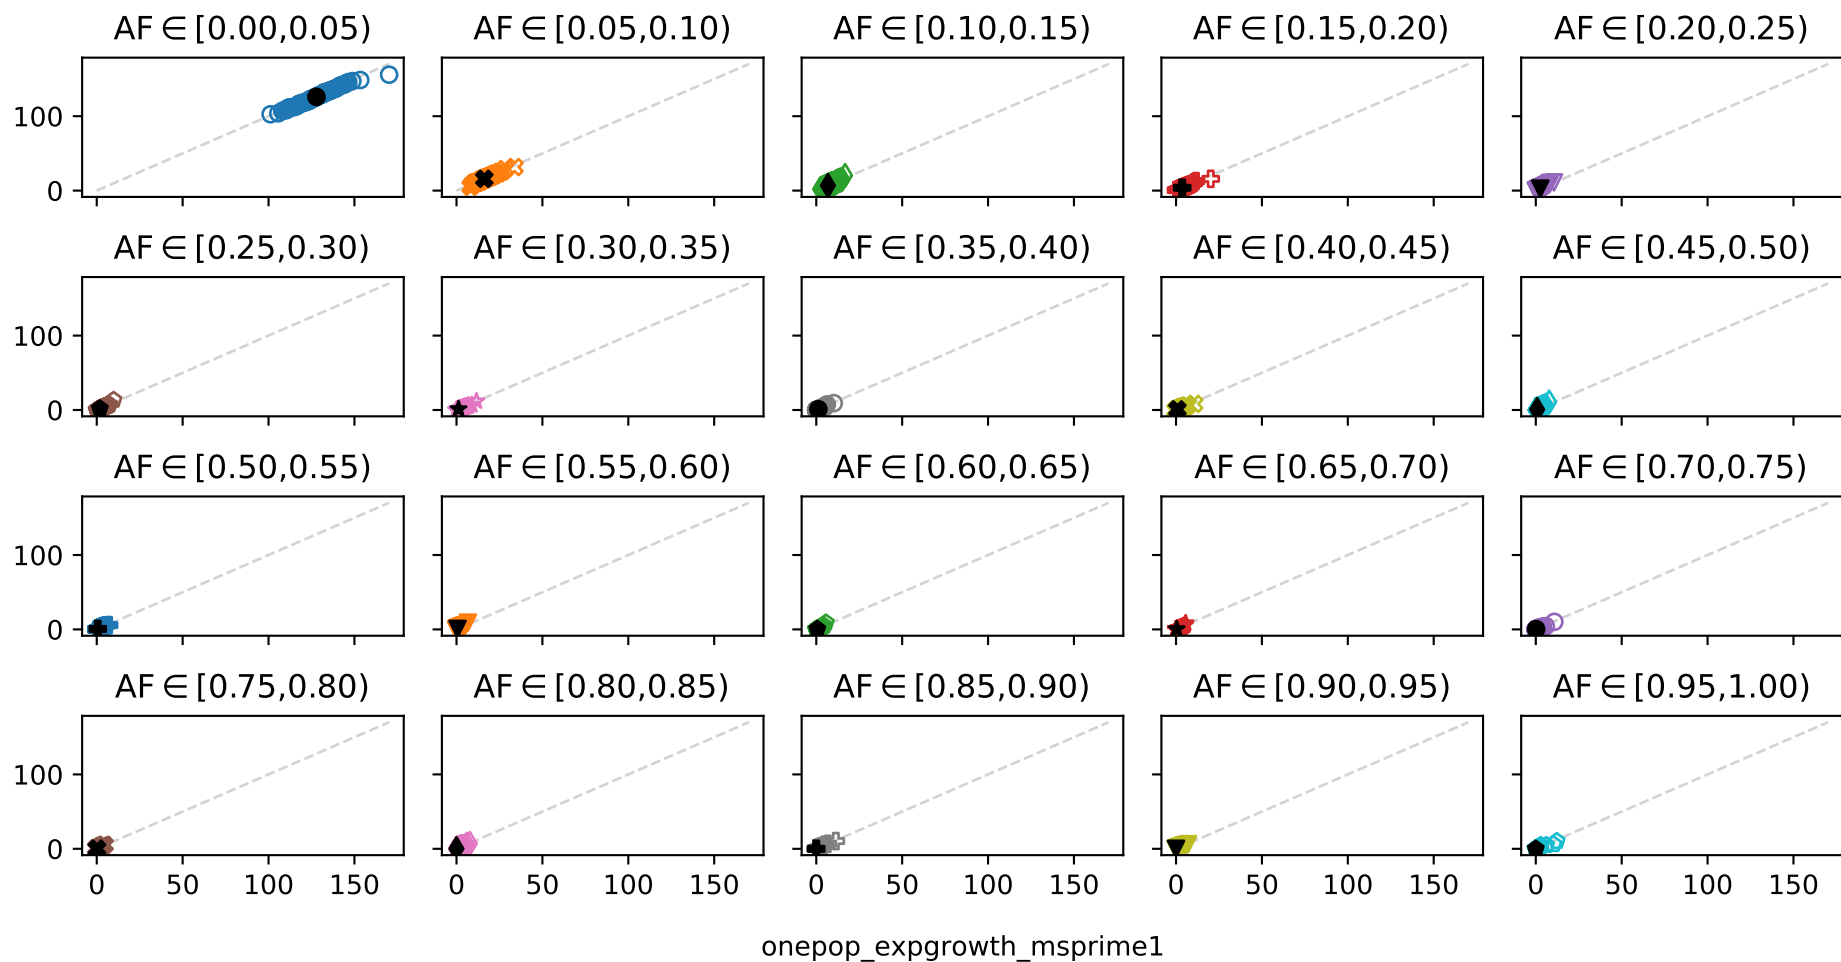 AF ∈ [0.00,0.05) AF ∈ [0.05,0.10) AF ∈ [0.10,0.15) AF ∈ [0.15,0.20) AF ∈ [0.20,0.25)
100
0
AF ∈ [0.25,0.30) AF ∈ [0.30,0.35) AF ∈ [0.35,0.40) AF ∈ [0.40,0.45) AF ∈ [0.45,0.50)
100
0
AF ∈ [0.50,0.55) AF ∈ [0.55,0.60) AF ∈ [0.60,0.65) AF ∈ [0.65,0.70) AF ∈ [0.70,0.75)
100
0
AF ∈ [0.75,0.80) AF ∈ [0.80,0.85) AF ∈ [0.85,0.90) AF ∈ [0.90,0.95) AF ∈ [0.95,1.00)
100
0
0 50 100 150 0 50 100 150 0 50 100 150 0 50 100 150 0 50 100 150
onepop_expgrowth_msprime1